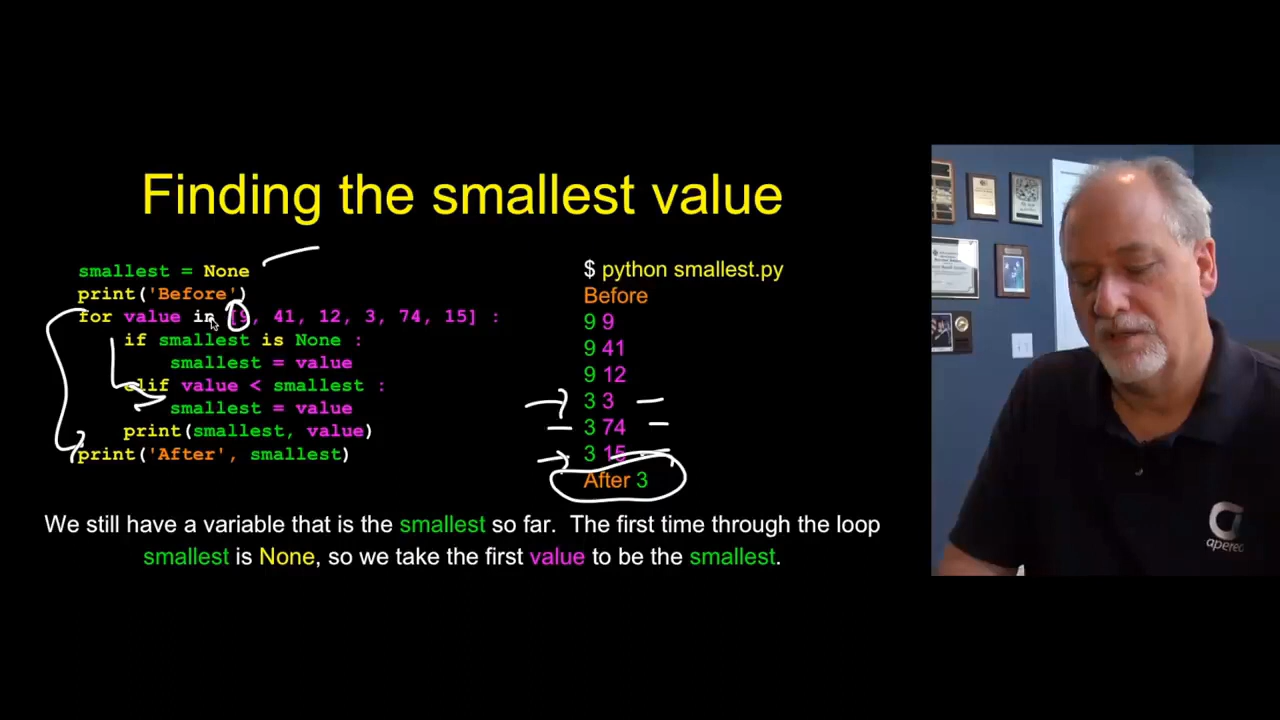 Finding the smallest value
smallest = None
print('Before')
for value in [9, 41, 12, 3, 74, 15] :
if smallest is None :
smallest = value
elif value < smallest :
smallest = value
print(smallest, value)
print('After', smallest)
$ python smallest.py
Before
9 9
9 41
9 12
3 3
3 74
3 15
After 3
We still have a variable that is the smallest so far. The first time through the loop
smallest is None, so we take the first value to be the smallest.
apereo